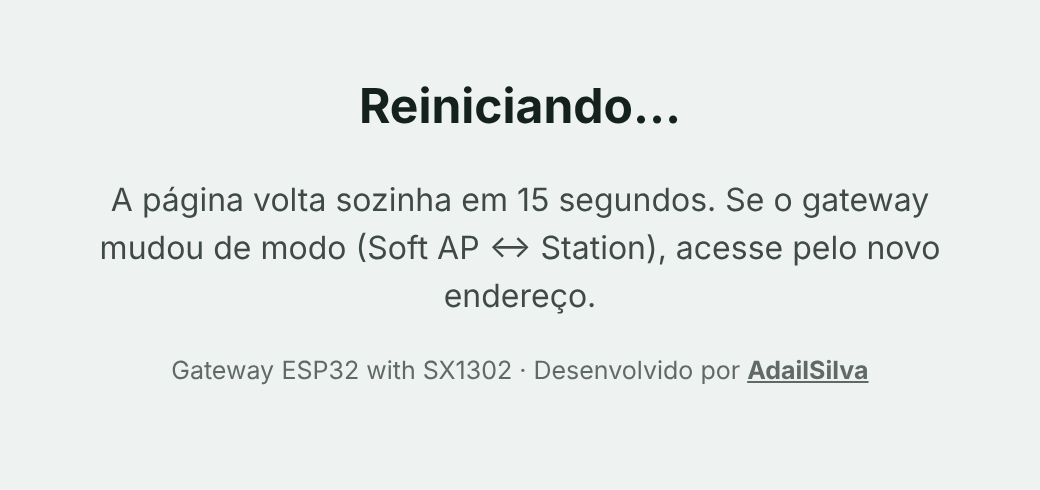 Reiniciando...
A página volta sozinha em 15 segundos. Se o gateway
mudou de modo (Soft AP ↔ Station), acesse pelo novo
endereço.
Gateway ESP32 with SX1302 · Desenvolvido por AdailSilva